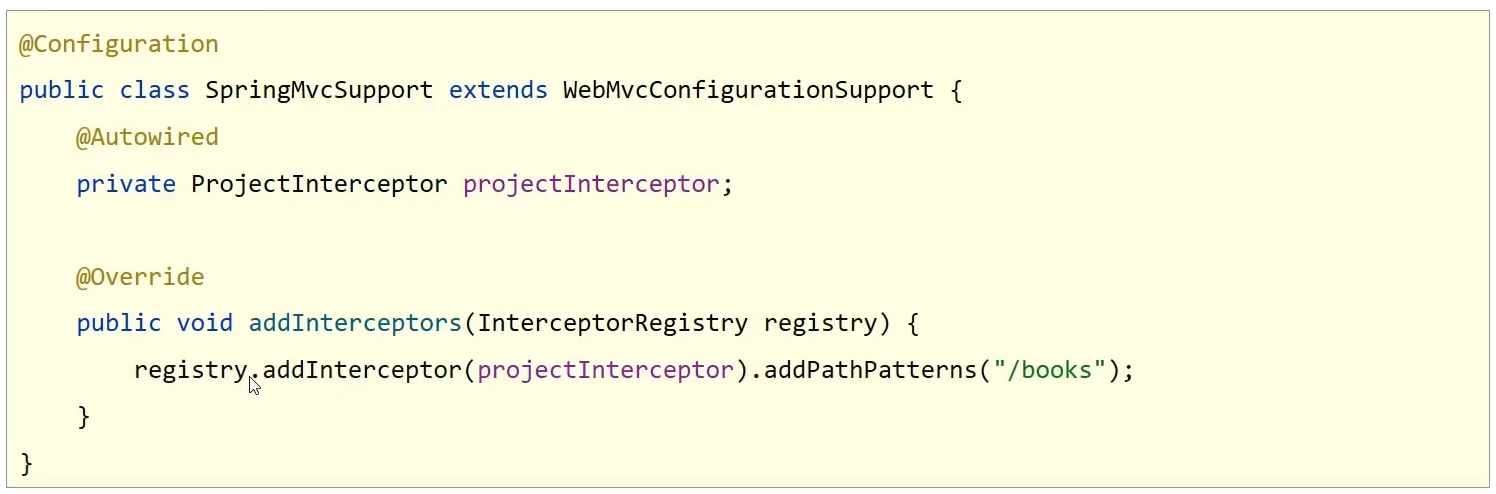 @Configuration
public class SpringMvcSupport extends WebMvcConfigurationSupport {
    @Autowired
    private ProjectInterceptor projectInterceptor;

    @Override
    public void addInterceptors(InterceptorRegistry registry) {
        registry.addInterceptor(projectInterceptor).addPathPatterns("/books");
    }
}